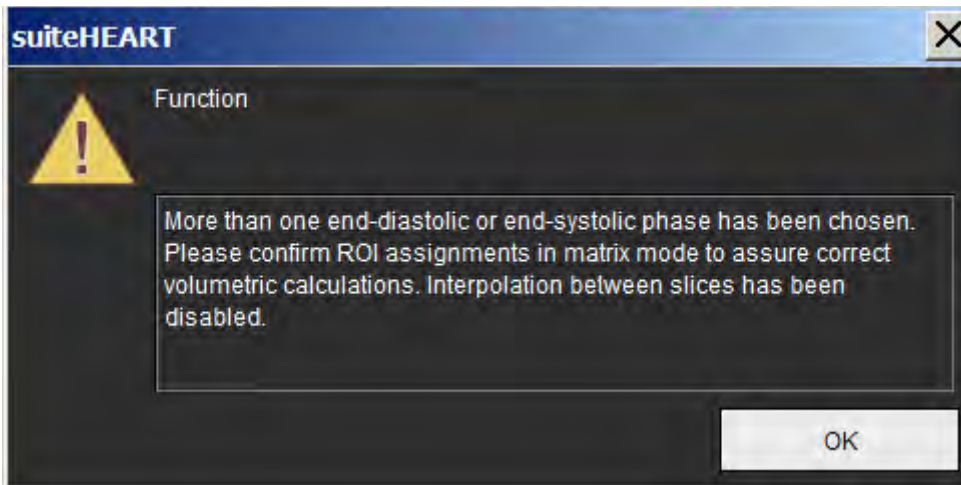 suiteHEART
Function
More than one end-diastolic or end-systolic phase has been chosen.
Please confirm ROI assignments in matrix mode to assure correct
volumetric calculations. Interpolation between slices has been
disabled.
OK